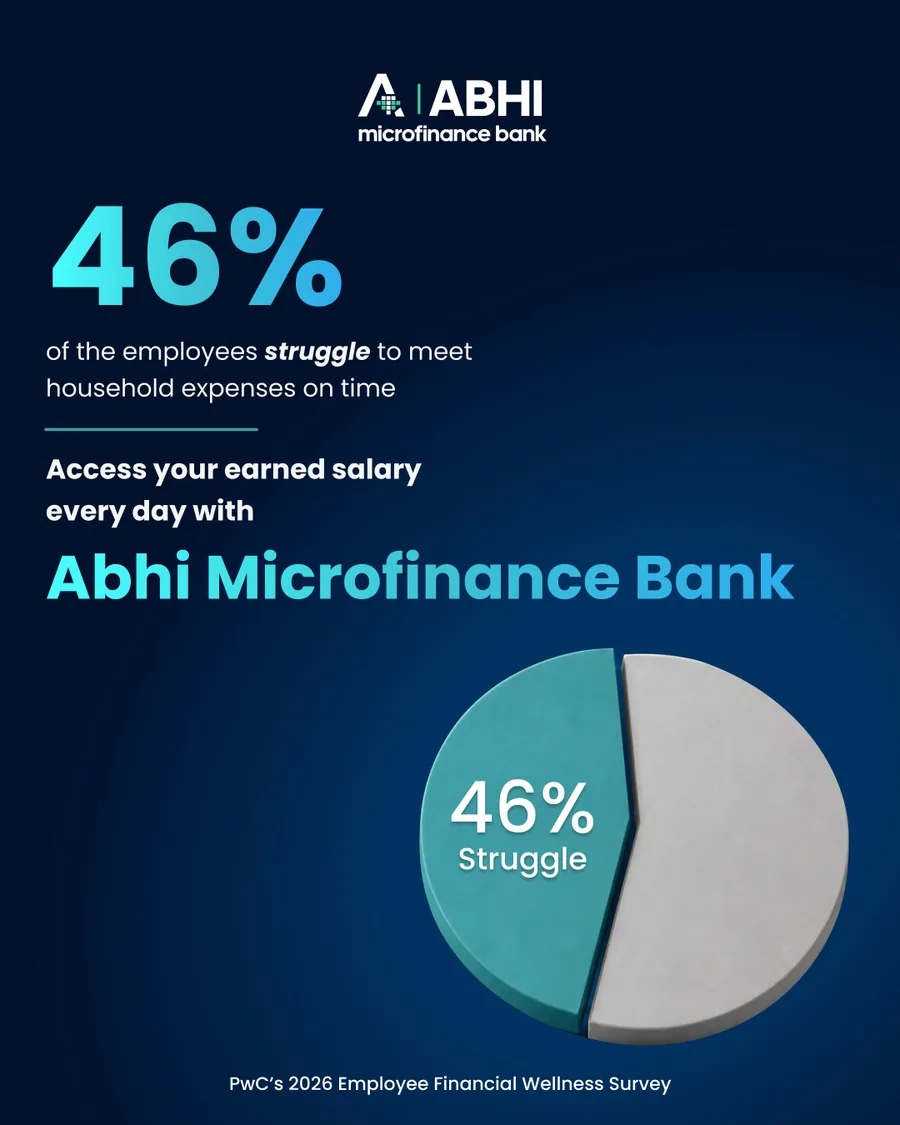 ABHI
microfinance bank
46%
of the employees struggle to meet
household expenses on time
Access your earned salary
every day with
Abhi Microfinance Bank
46%
Struggle
PwC’s 2026 Employee Financial Wellness Survey